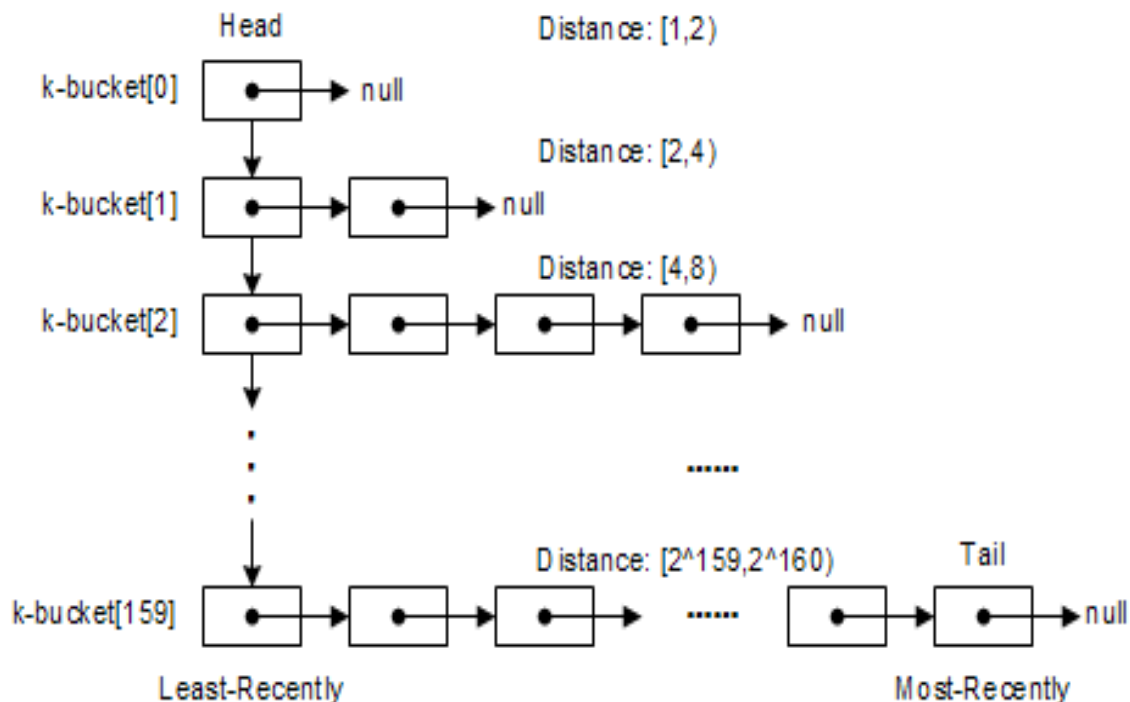 Head
Distance: [1,2)
k-bucket[0]
null
Distance: [2,4)
k-bucket[1]
null
Distance: [4,8)
k-bucket[2]
null
......
Distance: [2^159,2^160)
Tail
k-bucket[159]
......
null
Least-Recently
Most-Recently